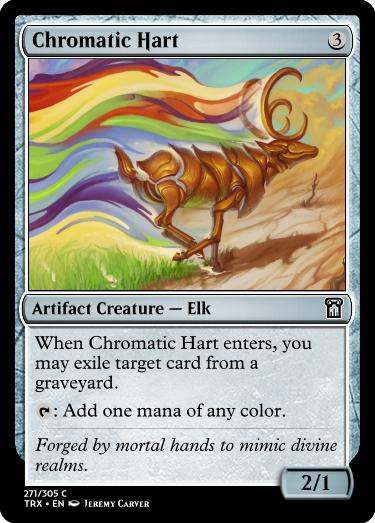 Chromatic Hart 3
Artifact Creature — Elk
When Chromatic Hart enters, you
may exile target card from a
graveyard.
: Add one mana of any color.
Forged by mortal hands to mimic divine
realms.
2/1
271/305 C
TRX • EN Jeremy Carver